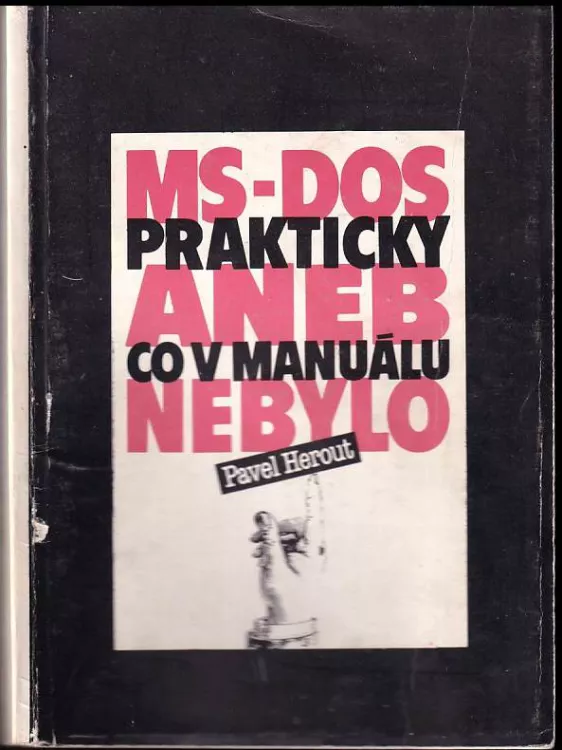 MS-DOS
PRAKTICKY
ANEB
CO V MANUÁLU
NEBYLO
Pavel Herout